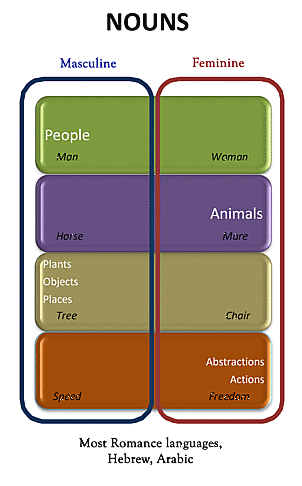 NOUNS
Masculine Feminine
People
Man Woman
Animals
Horse Mare
Plants
Objects
Places
Tree Chair
Abstractions
Actions
Speed Freedom
Most Romance languages,
Hebrew, Arabic